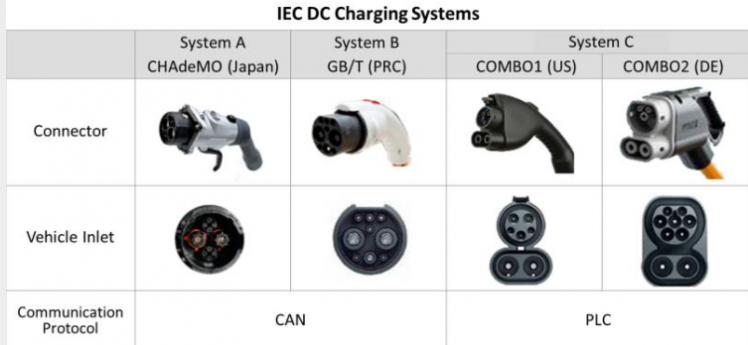 IEC DC Charging Systems
System A
CHAdeMO (Japan)
System B
GB/T (PRC)
System C
COMBO1 (US)
COMBO2 (DE)
Connector
Vehicle Inlet
Communication
Protocol
CAN
PLC